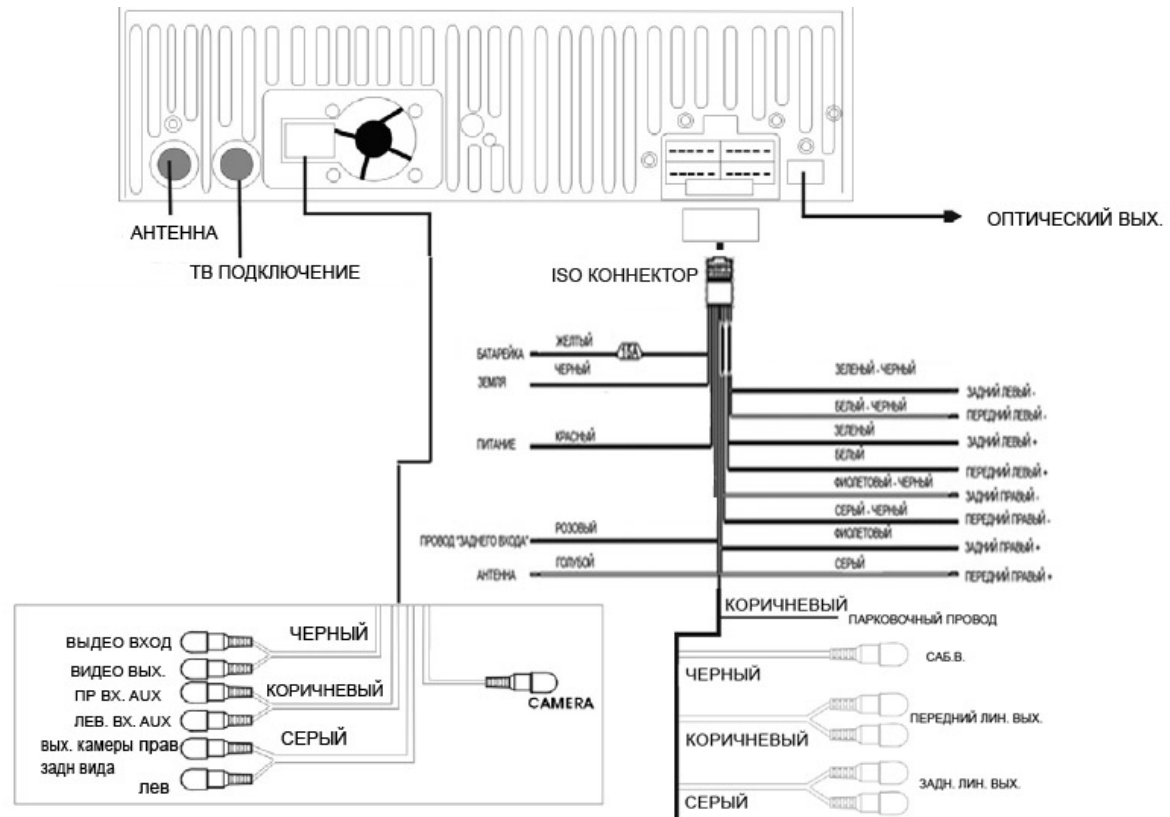 АНТЕННА
ТВ ПОДКЛЮЧЕНИЕ
ОПТИЧЕСКИЙ ВЫХ.
ISO КОННЕКТОР
БАТАРЕЙКА
ЖЕЛТЫЙ
15A
ЗЕМЛЯ
ЧЕРНЫЙ
ПИТАНИЕ
КРАСНЫЙ
ПРОВОД "ЗАДНЕГО ВХОДА"
РОЗОВЫЙ
АНТЕННА
ГОЛУБОЙ
ЗЕЛЕНЫЙ - ЧЕРНЫЙ
ЗАДНИЙ ЛЕВЫЙ -
БЕЛЫЙ - ЧЕРНЫЙ
ПЕРЕДНИЙ ЛЕВЫЙ -
ЗЕЛЕНЫЙ
ЗАДНИЙ ЛЕВЫЙ +
БЕЛЫЙ
ПЕРЕДНИЙ ЛЕВЫЙ +
ФИОЛЕТОВЫЙ - ЧЕРНЫЙ
ЗАДНИЙ ПРАВЫЙ -
СЕРЫЙ - ЧЕРНЫЙ
ПЕРЕДНИЙ ПРАВЫЙ -
ФИОЛЕТОВЫЙ
ЗАДНИЙ ПРАВЫЙ +
СЕРЫЙ
ПЕРЕДНИЙ ПРАВЫЙ +
КОРИЧНЕВЫЙ
ПАРКОВОЧНЫЙ ПРОВОД
ЧЕРНЫЙ
САБ.В.
КОРИЧНЕВЫЙ
ПЕРЕДНИЙ ЛИН. ВЫХ.
СЕРЫЙ
ЗАДН. ЛИН. ВЫХ.
ВЫДЕО ВХОД
ЧЕРНЫЙ
ВИДЕО ВЫХ.
ПР ВХ. AUX
КОРИЧНЕВЫЙ
ЛЕВ. ВХ. AUX
СЕРЫЙ
вых. камеры прав
задн вида
лев
CAMERA